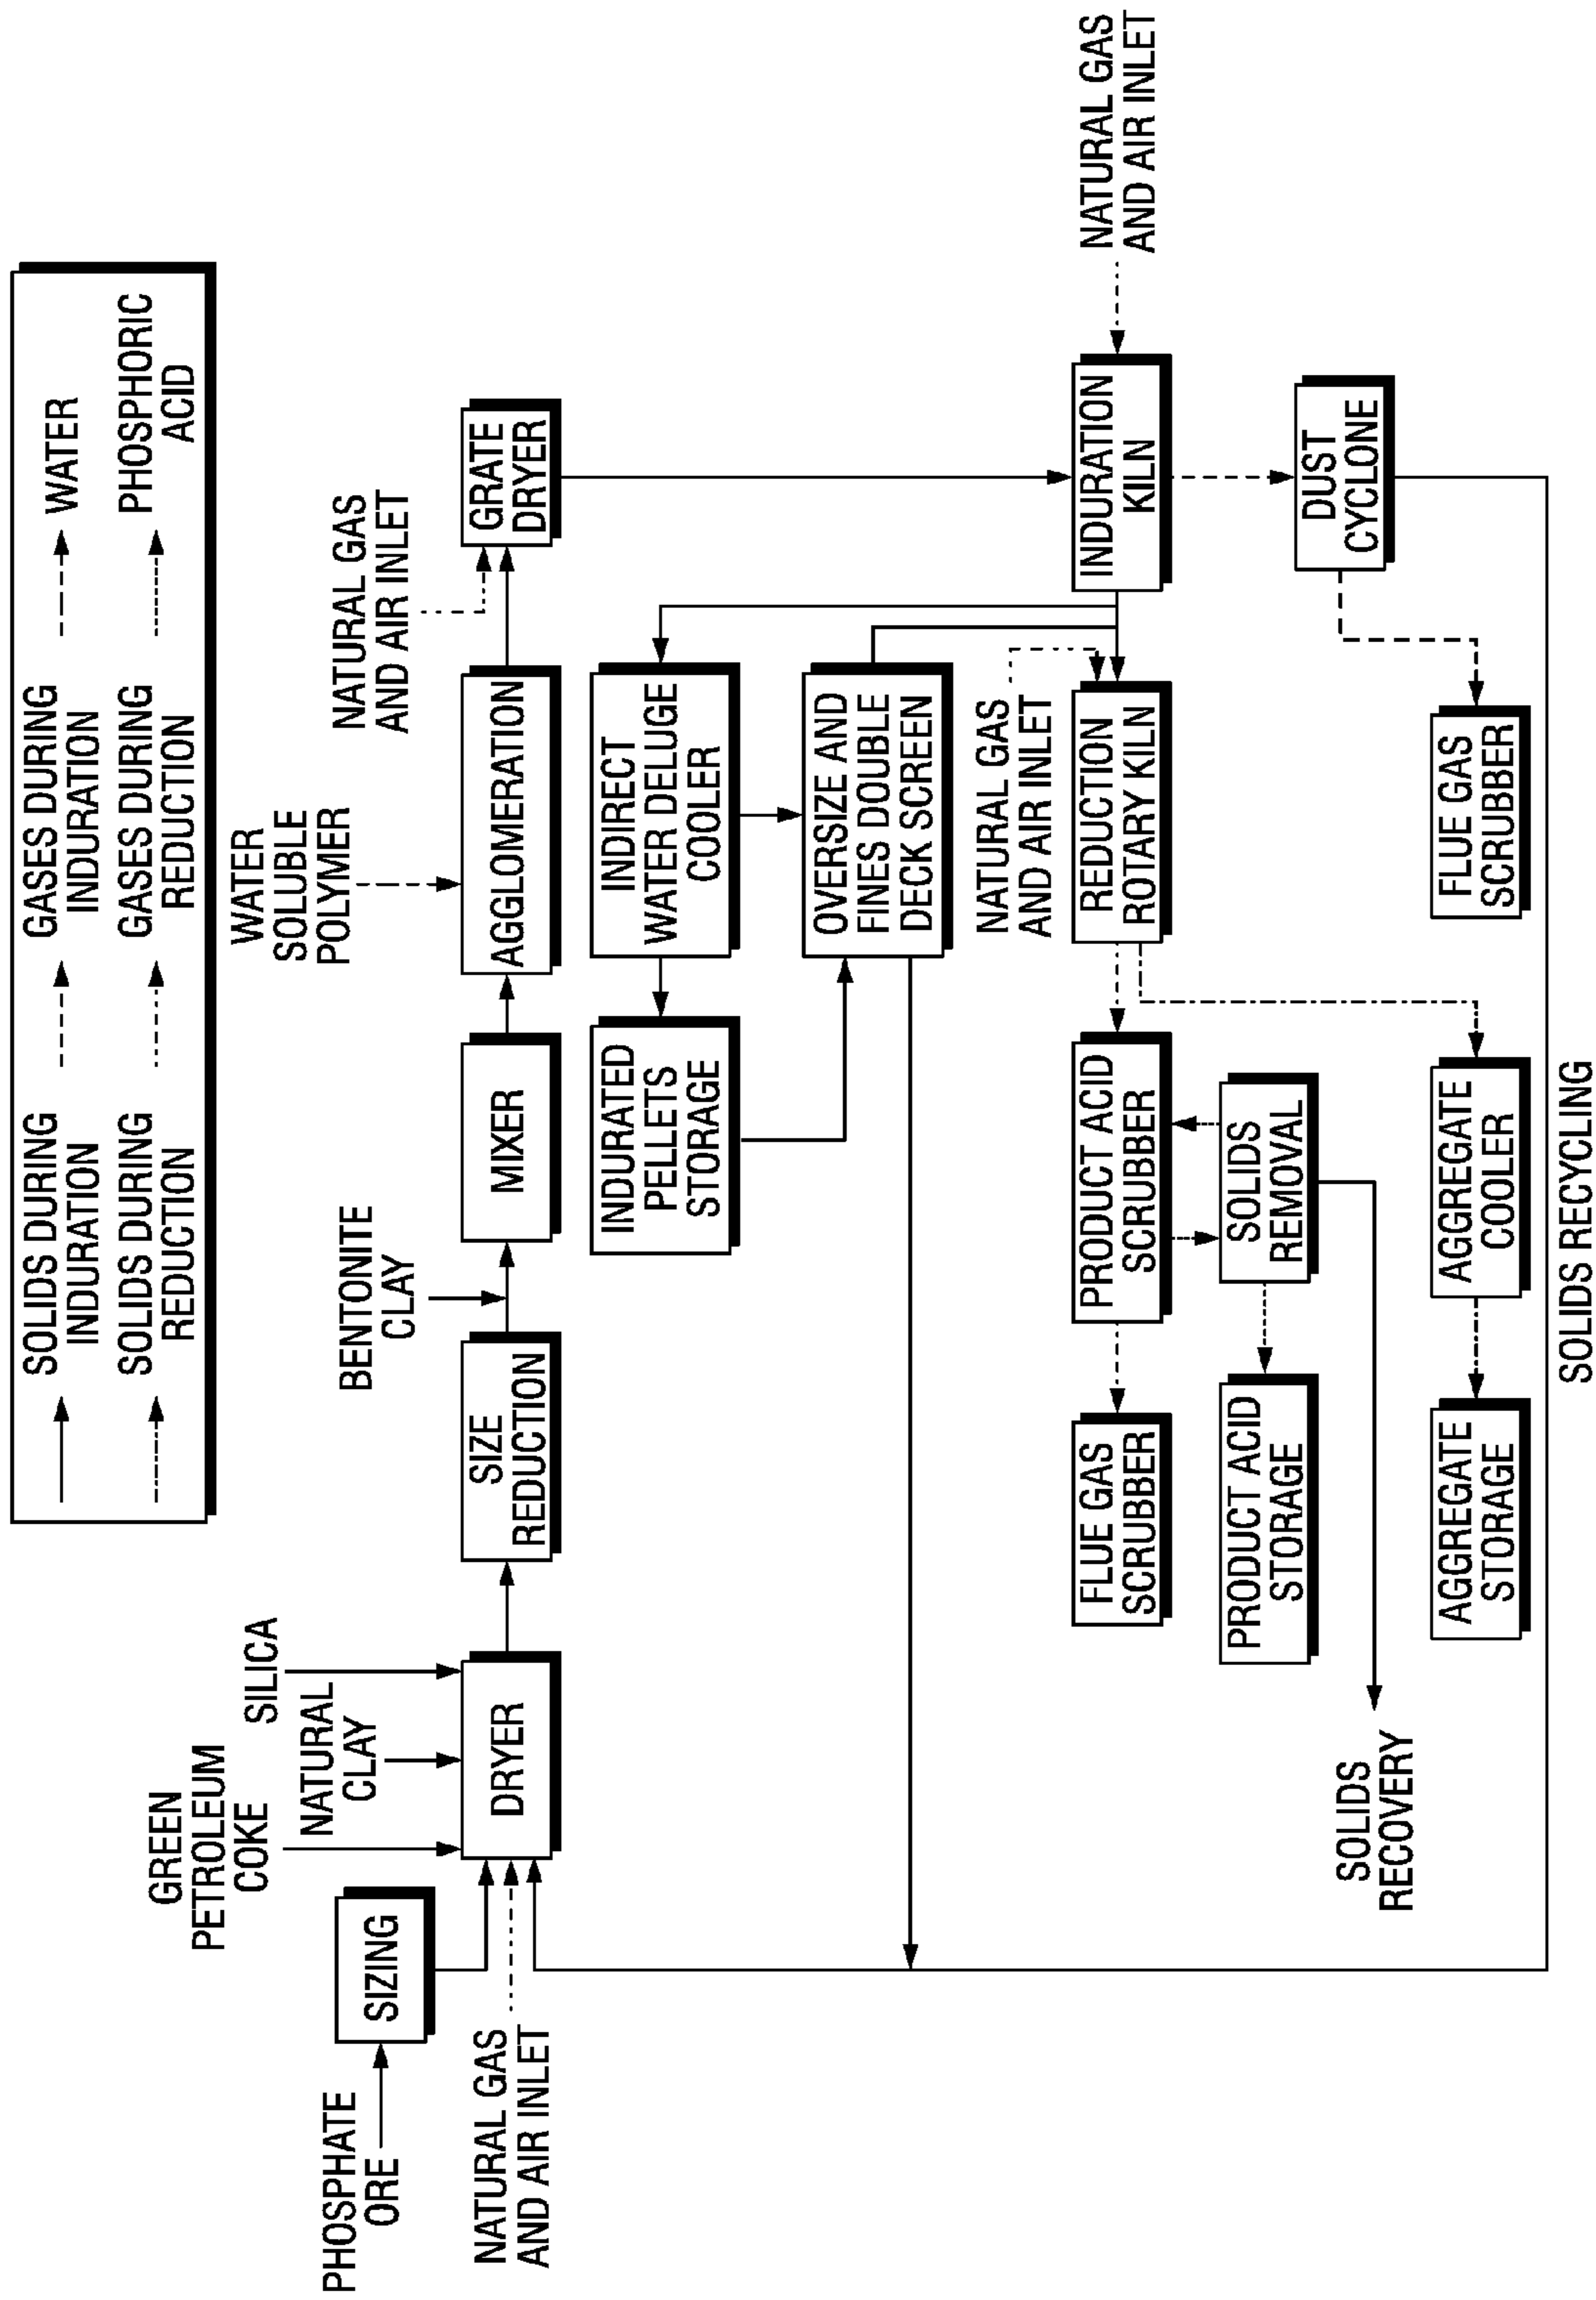 SOLIDS DURING
INDURATION
GASES DURING
INDURATION
WATER
SOLIDS DURING
REDUCTION
GASES DURING
REDUCTION
PHOSPHORIC
ACID
PHOSPHATE
ORE
SIZING
GREEN
PETROLEUM
COKE
NATURAL
CLAY
SILICA
NATURAL GAS
AND AIR INLET
DRYER
SIZE
REDUCTION
BENTONITE
CLAY
MIXER
WATER
SOLUBLE
POLYMER
AGGLOMERATION
NATURAL GAS
AND AIR INLET
GRATE
DRYER
INDURATED
PELLETS
STORAGE
INDIRECT
WATER DELUGE
COOLER
OVERSIZE AND
FINES DOUBLE
DECK SCREEN
NATURAL GAS
AND AIR INLET
FLUE GAS
SCRUBBER
PRODUCT ACID
SCRUBBER
REDUCTION
ROTARY KILN
INDURATION
KILN
NATURAL GAS
AND AIR INLET
PRODUCT ACID
STORAGE
SOLIDS
REMOVAL
DUST
CYCLONE
SOLIDS
RECOVERY
AGGREGATE
STORAGE
AGGREGATE
COOLER
FLUE GAS
SCRUBBER
SOLIDS RECYCLING